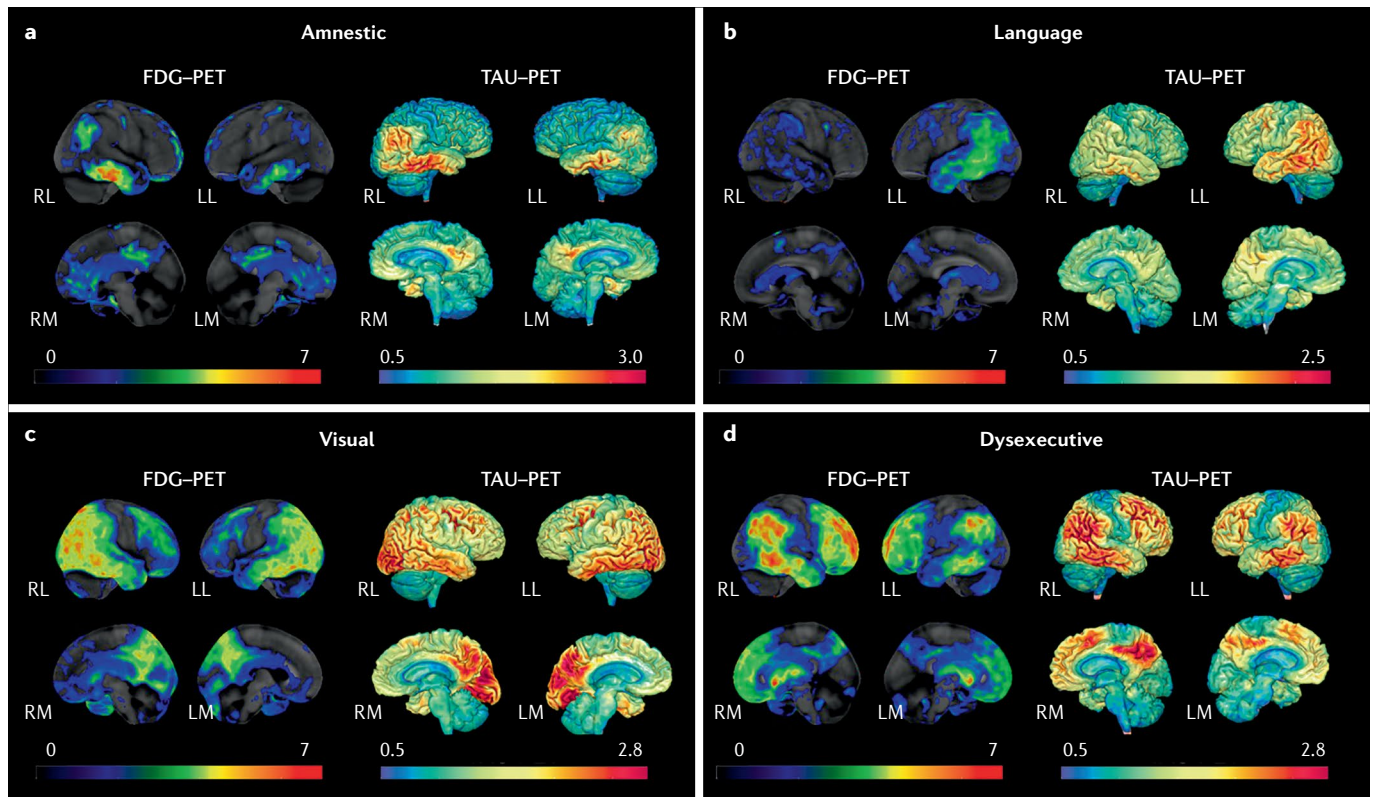 a
Amnestic
FDG–PET
TAU–PET
RL
LL
RL
LL
RM
LM
RM
LM
0
7
0.5
3.0
b
Language
FDG–PET
TAU–PET
RL
LL
RL
LL
RM
LM
RM
LM
0
7
0.5
2.5
c
Visual
FDG–PET
TAU–PET
RL
LL
RL
LL
RM
LM
RM
LM
0
7
0.5
2.8
d
Dysexecutive
FDG–PET
TAU–PET
RL
LL
RL
LL
RM
LM
RM
LM
0
7
0.5
2.8